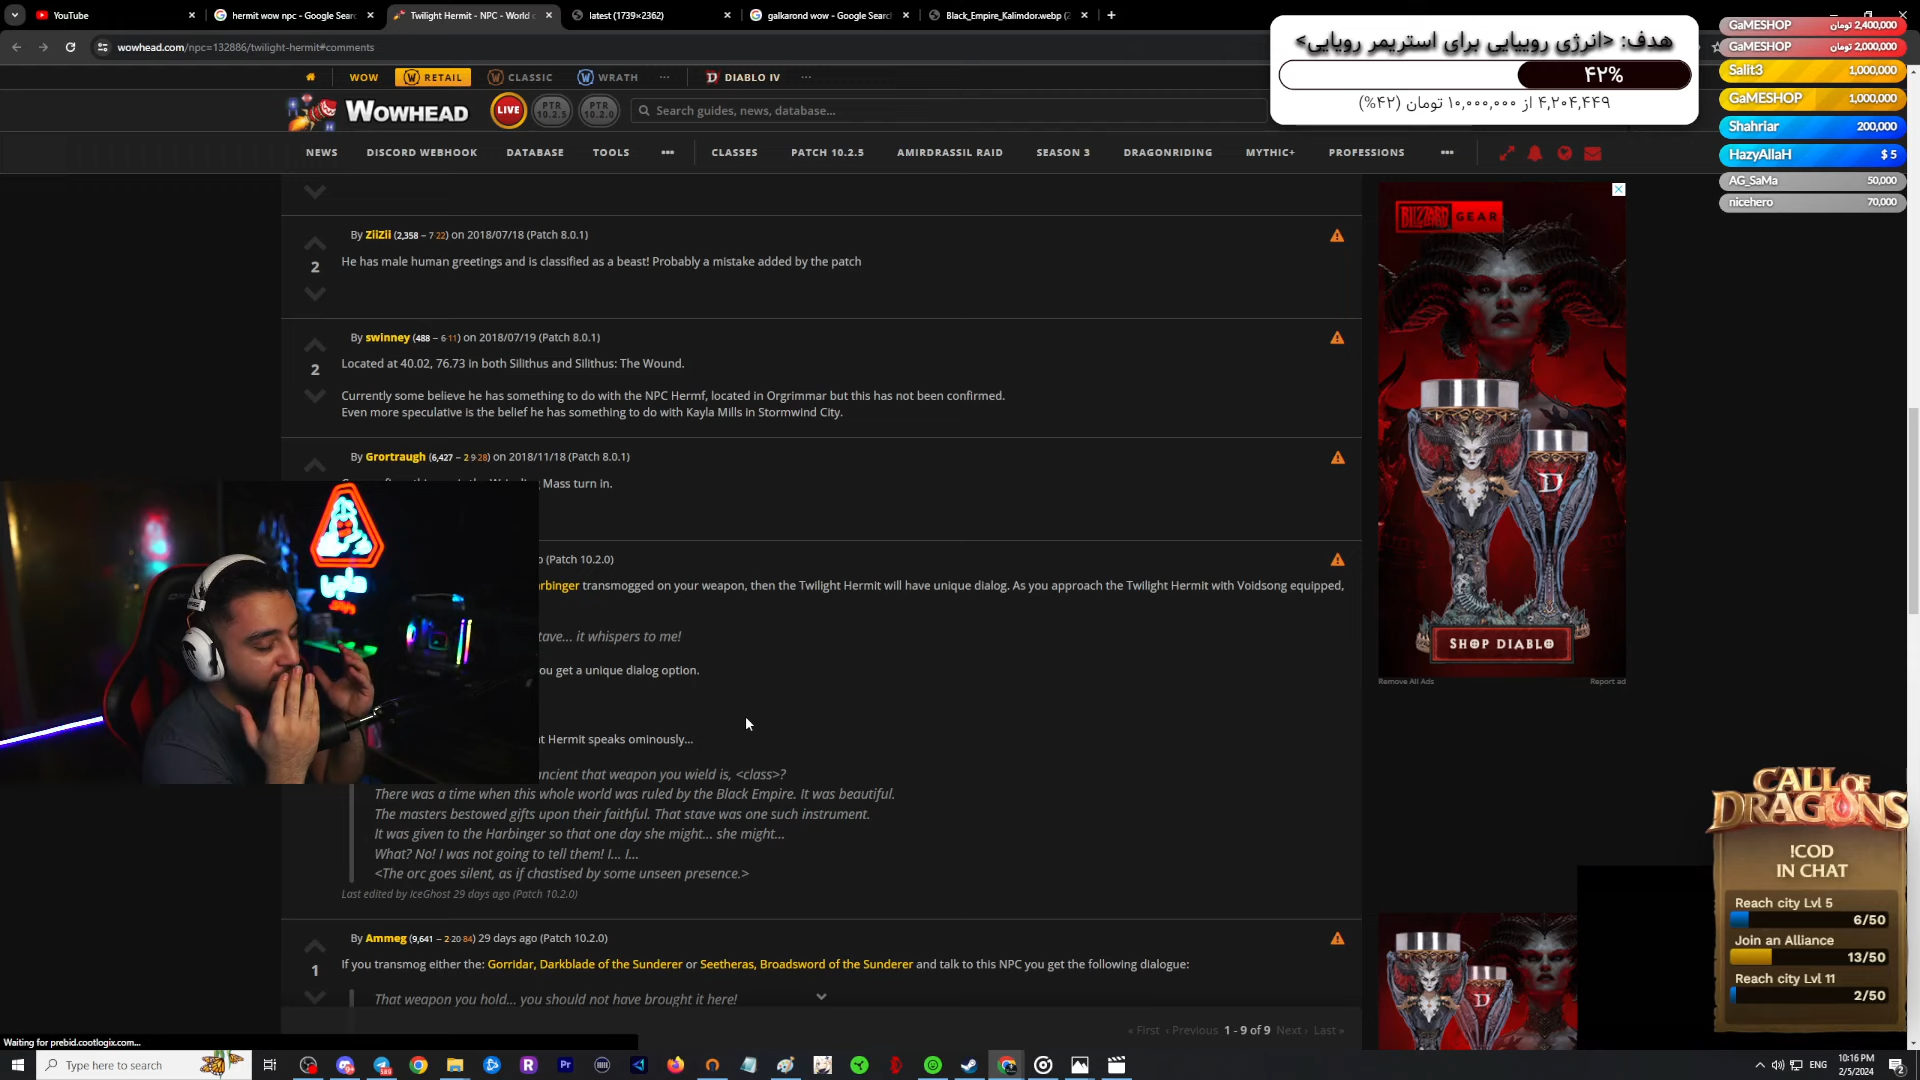 YouTube
hermit wow npc - Google Searc
Twilight Hermit - NPC - World o
latest (1739×2362)
galkarond wow - Google Search
Black_Empire_Kalimdor.webp (2
wowhead.com/npc=132886/twilight-hermit#comments
WOW
RETAIL
CLASSIC
WRATH
DIABLO IV
WOWHEAD
LIVE
PTR 10.2.5
PTR 10.2.0
Search guides, news, database...
NEWS
DISCORD WEBHOOK
DATABASE
TOOLS
CLASSES
PATCH 10.2.5
AMIRDRASSIL RAID
SEASON 3
DRAGONRIDING
MYTHIC+
PROFESSIONS
هدف: <انرژی روییایی برای استریمر رویایی>
۴۲%
۴,۲۰۴,۴۴۹ از ۱۰,۰۰۰,۰۰۰ تومان (۴۲%)
GaMESHOP 2,400,000 تومان
GaMESHOP 2,000,000 تومان
Salit3 1,000,000
GaMESHOP 1,000,000
Shahriar 200,000
HazyAllaH $ 5
AG_SaMa 50,000
nicehero 70,000
By ZiiZii (2,358 – 7 22) on 2018/07/18 (Patch 8.0.1)
2
He has male human greetings and is classified as a beast! Probably a mistake added by the patch
By swinney (488 – 6 11) on 2018/07/19 (Patch 8.0.1)
2
Located at 40.02, 76.73 in both Silithus and Silithus: The Wound.
Currently some believe he has something to do with the NPC Hermf, located in Orgrimmar but this has not been confirmed.
Even more speculative is the belief he has something to do with Kayla Mills in Stormwind City.
By Grortraugh (6,427 – 2 9 28) on 2018/11/18 (Patch 8.0.1)
Mass turn in.
(Patch 10.2.0)
arbinger transmogged on your weapon, then the Twilight Hermit will have unique dialog. As you approach the Twilight Hermit with Voidsong equipped,
tave... it whispers to me!
ou get a unique dialog option.
t Hermit speaks ominously...
ancient that weapon you wield is, <class>?
There was a time when this whole world was ruled by the Black Empire. It was beautiful.
The masters bestowed gifts upon their faithful. That stave was one such instrument.
It was given to the Harbinger so that one day she might... she might...
What? No! I was not going to tell them! I... I...
<The orc goes silent, as if chastised by some unseen presence.>
Last edited by IceGhost 29 days ago (Patch 10.2.0)
By Ammeg (9,641 – 2 20 84) 29 days ago (Patch 10.2.0)
1
If you transmog either the: Gorridar, Darkblade of the Sunderer or Seetheras, Broadsword of the Sunderer and talk to this NPC you get the following dialogue:
That weapon you hold... you should not have brought it here!
« First ‹ Previous 1 - 9 of 9 Next › Last »
BLIZZARD GEAR
SHOP DIABLO
Remove All Ads
Report ad
CALL OF DRAGONS
!COD
IN CHAT
Reach city Lvl 5
6/50
Join an Alliance
13/50
Reach city Lvl 11
2/50
Waiting for prebid.cootlogix.com...
Type here to search
ENG
10:16 PM
2/5/2024